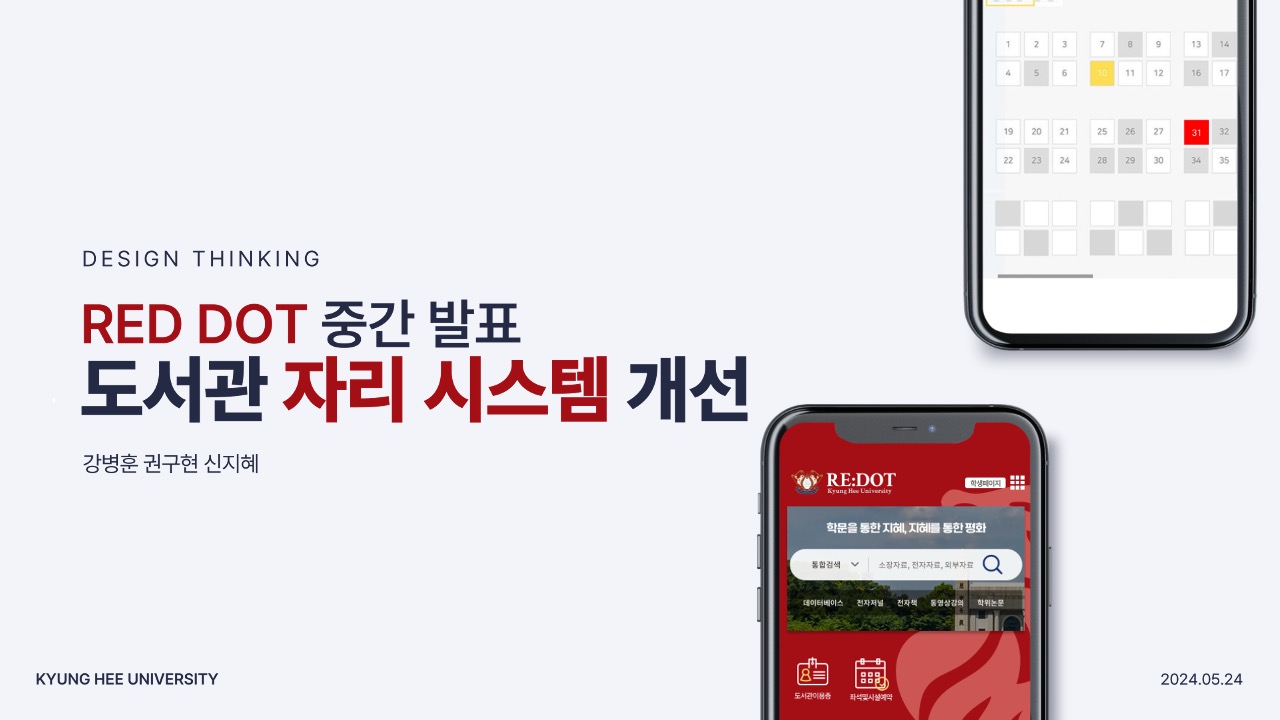 DESIGN THINKING
RED DOT 중간 발표
도서관 자리 시스템 개선
강병훈 권구현 신지혜
KYUNG HEE UNIVERSITY
1 2 3 7 8 9 13 14
4 5 6 10 11 12 16 17
19 20 21 25 26 27 31 32
22 23 24 28 29 30 34 35
RE:DOT
Kyung Hee University
학생페이지
학문을 통한 지혜, 지혜를 통한 평화
통합검색 소장자료, 전자자료, 외부자료
데이터베이스 전자저널 전자책 동영상강의 학위논문
도서관이용증 좌석및시설예약
2024.05.24